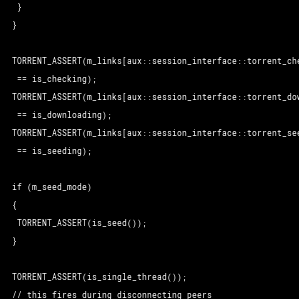 }
}
TORRENT_ASSERT(m_links[aux::session_interface::torrent_che
== is_checking);
TORRENT_ASSERT(m_links[aux::session_interface::torrent_dow
== is_downloading);
TORRENT_ASSERT(m_links[aux::session_interface::torrent_see
== is_seeding);
if (m_seed_mode)
{
TORRENT_ASSERT(is_seed());
}
TORRENT_ASSERT(is_single_thread());
// this fires during disconnecting peers